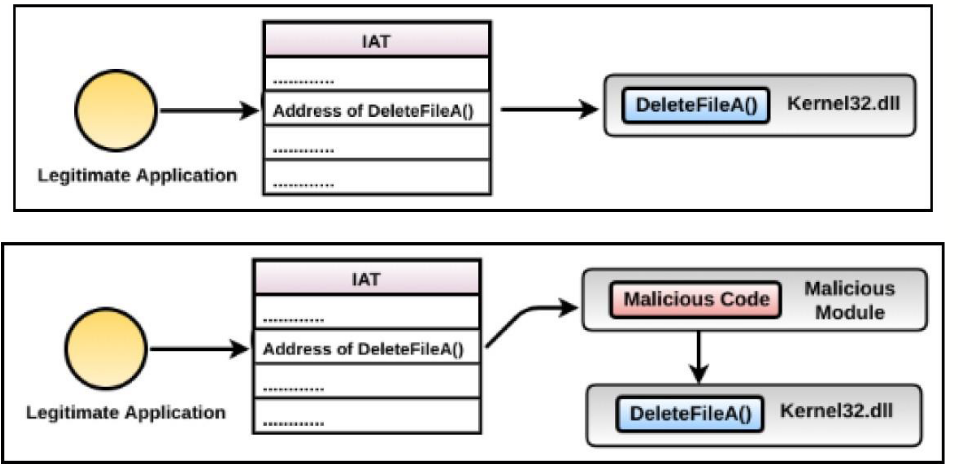 IAT
............
Address of DeleteFileA()
............
............
Legitimate Application
DeleteFileA()
Kernel32.dll
IAT
............
Address of DeleteFileA()
............
............
Legitimate Application
Malicious Code
Malicious
Module
DeleteFileA()
Kernel32.dll